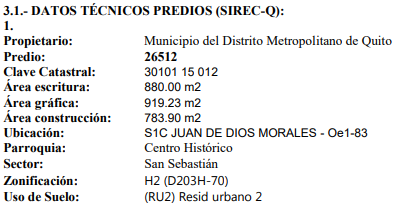 3.1.- DATOS TÉCNICOS PREDIOS (SIREC-Q):
1.
Propietario: Municipio del Distrito Metropolitano de Quito
Predio: 26512
Clave Catastral: 30101 15 012
Área escritura: 880.00 m2
Área gráfica: 919.23 m2
Área construcción: 783.90 m2
Ubicación: S1C JUAN DE DIOS MORALES - Oe1-83
Parroquia: Centro Histórico
Sector: San Sebastián
Zonificación: H2 (D203H-70)
Uso de Suelo: (RU2) Resid urbano 2